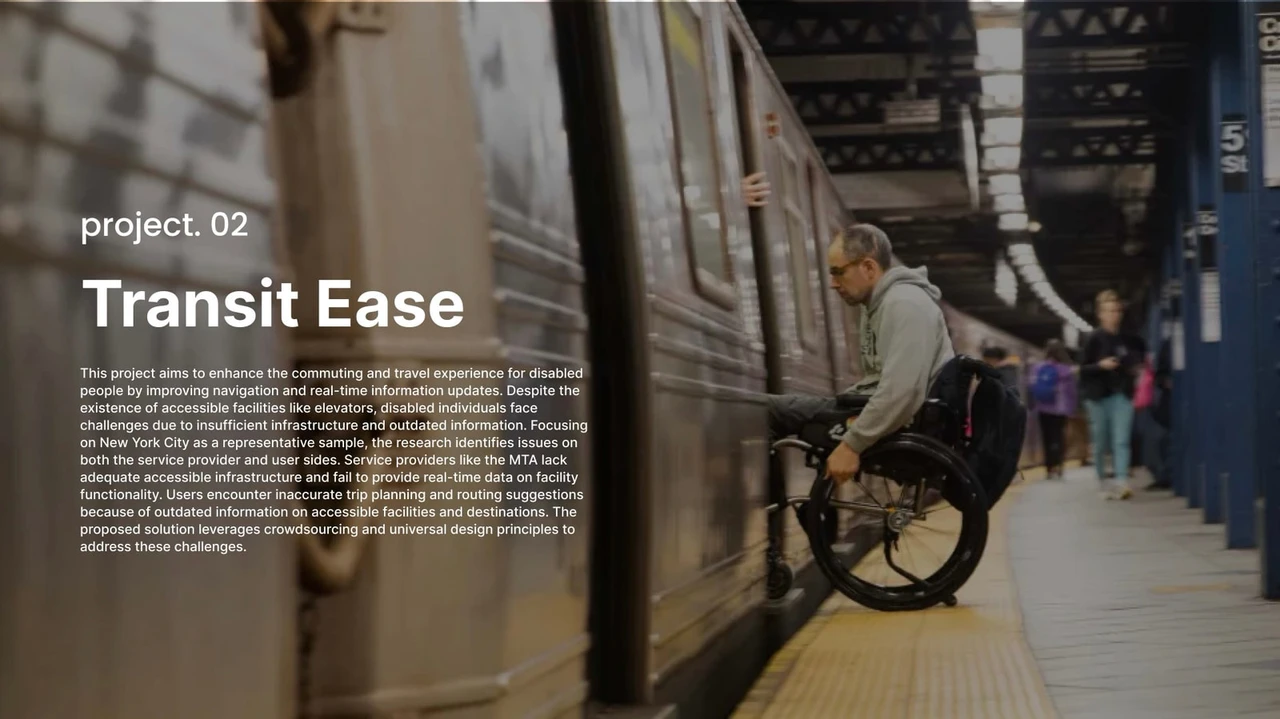 project. 02
Transit Ease
This project aims to enhance the commuting and travel experience for disabled
people by improving navigation and real-time information updates. Despite the
existence of accessible facilities like elevators, disabled individuals face
challenges due to insufficient infrastructure and outdated information. Focusing
on New York City as a representative sample, the research identifies issues on
both the service provider and user sides. Service providers like the MTA lack
adequate accessible infrastructure and fail to provide real-time data on facility
functionality. Users encounter inaccurate trip planning and routing suggestions
because of outdated information on accessible facilities and destinations. The
proposed solution leverages crowdsourcing and universal design principles to
address these challenges.
5
St